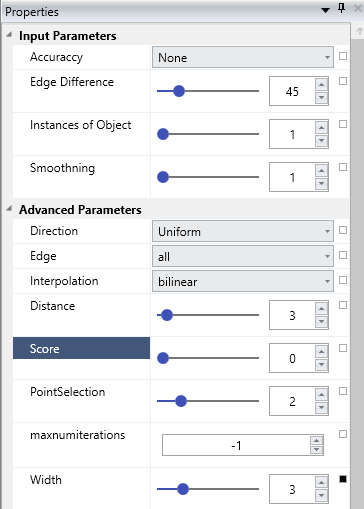 Properties
Input Parameters
Accuraccy None
Edge Difference 45
Instances of Object 1
Smoothning 1
Advanced Parameters
Direction Uniform
Edge all
Interpolation bilinear
Distance 3
Score 0
PointSelection 2
maxnumiterations -1
Width 3